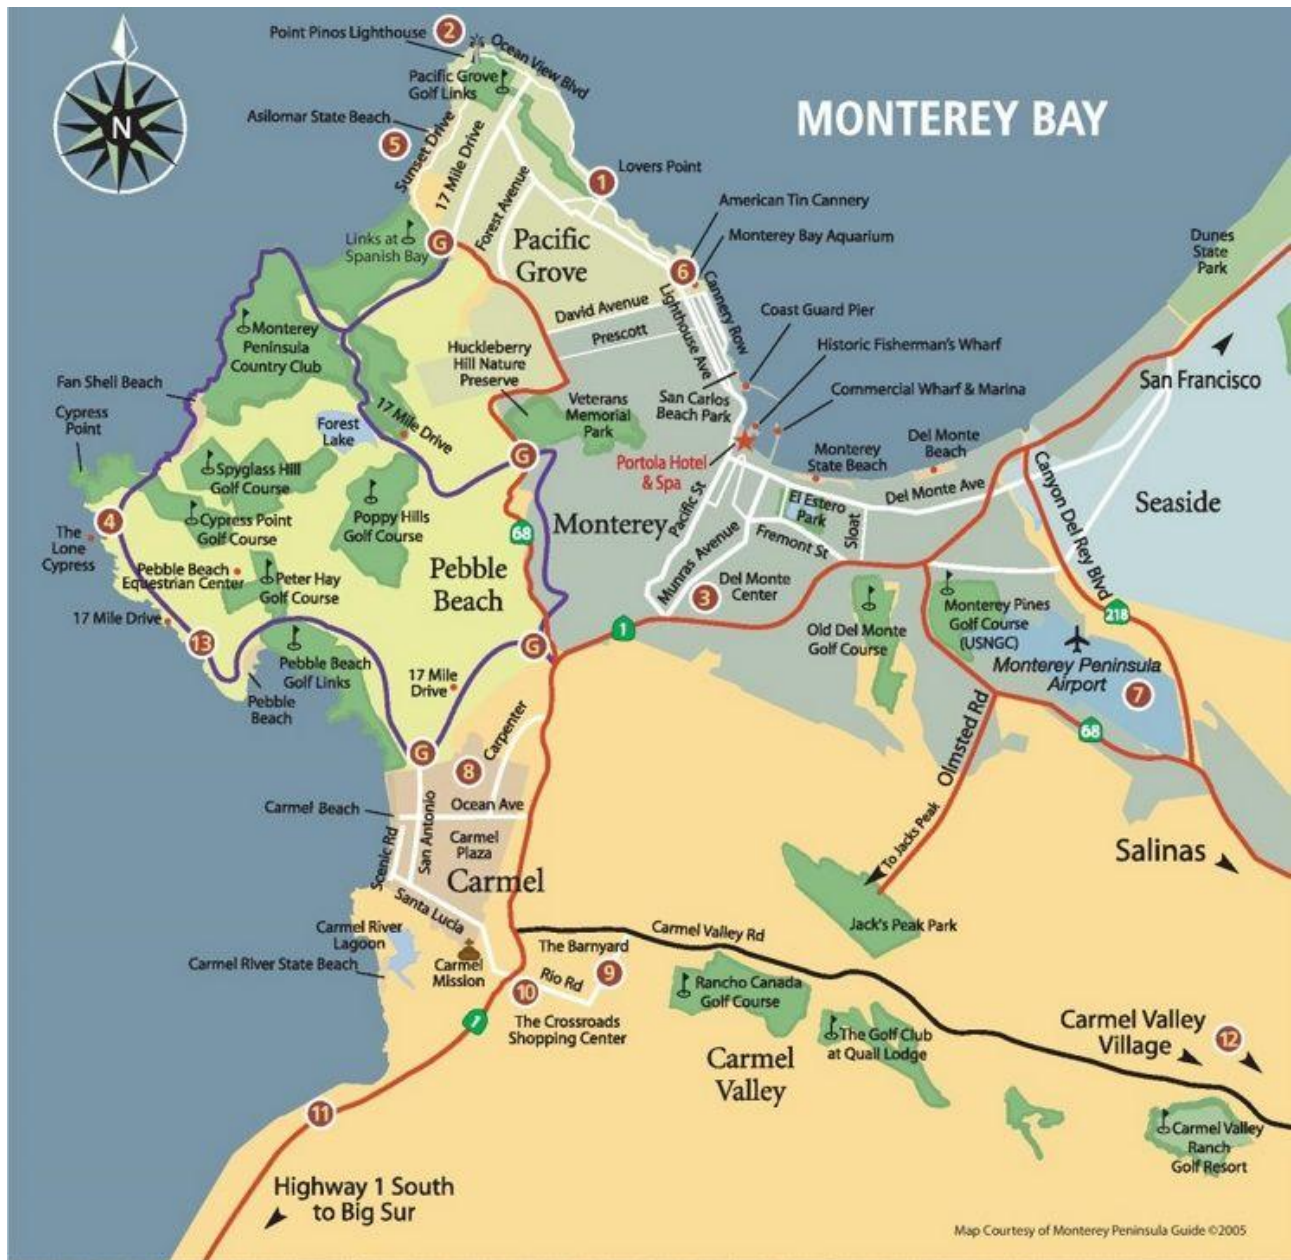 Point Pinos Lighthouse
2
Ocean View Blvd
MONTEREY BAY
Pacific Grove
Golf Links
Asilomar State Beach
5
Sunset Drive
17 Mile Drive
N
Forest Avenue
1
Lovers Point
American Tin Cannery
Monterey Bay Aquarium
Links at
Spanish Bay
G
Pacific
Grove
6
Cannery Row
Lighthouse Ave
Dunes
State
Park
David Avenue
Prescott
Coast Guard Pier
Historic Fisherman's Wharf
Commercial Wharf & Marina
San Francisco
Monterey
Peninsula
Country Club
Huckleberry
Hill Nature
Preserve
Fan Shell Beach
Cypress
Point
Forest
Lake
17 Mile Drive
Veterans
Memorial
Park
San Carlos
Beach Park
Portola Hotel
& Spa
Monterey
State Beach
Del Monte
Beach
Del Monte Ave
Canyon Del Rey Blvd
Seaside
G
Spyglass Hill
Golf Course
Cypress Point
Golf Course
Poppy Hills
Golf Course
4
The
Lone
Cypress
68
Monterey
Pacific St
El Estero
Park
Sloat
Fremont St
Munras Avenue
Pebble Beach
Equestrian Center
Peter Hay
Golf Course
Pebble
Beach
3
Del Monte
Center
1
Old Del Monte
Golf Course
Monterey Pines
Golf Course
(USNGC)
218
Monterey Peninsula
Airport
7
17 Mile Drive
13
Pebble Beach
Golf Links
Pebble
Beach
17 Mile
Drive
G
G
Carpenter
8
Olmsted Rd
68
Carmel Beach
Ocean Ave
San Antonio
Scenic Rd
Carmel
Plaza
Carmel
To Jacks Peak
Salinas
Jack's Peak Park
Santa Lucia
Carmel River
Lagoon
Carmel River State Beach
Carmel
Mission
Carmel Valley Rd
The Barnyard
9
Rio Rd
10
The Crossroads
Shopping Center
1
Rancho Canada
Golf Course
The Golf Club
at Quail Lodge
Carmel
Valley
Carmel Valley
Village
12
11
Carmel Valley
Ranch
Golf Resort
Highway 1 South
to Big Sur
Map Courtesy of Monterey Peninsula Guide ©2005